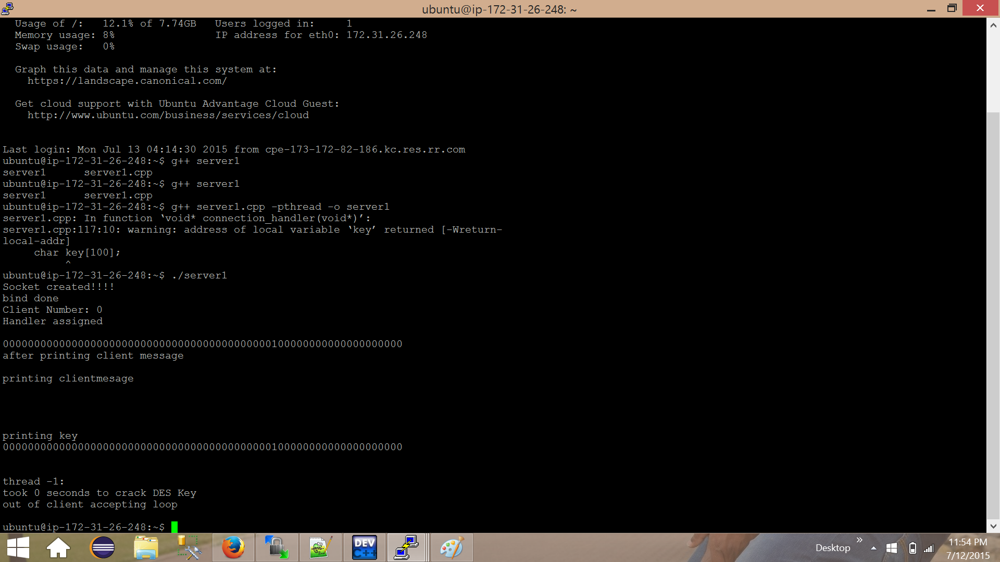 ubuntu@ip-172-31-26-248: ~
Usage of /: 12.1% of 7.74GB Users logged in: 1
Memory usage: 8% IP address for eth0: 172.31.26.248
Swap usage: 0%
Graph this data and manage this system at:
https://landscape.canonical.com/
Get cloud support with Ubuntu Advantage Cloud Guest:
http://www.ubuntu.com/business/services/cloud
Last login: Mon Jul 13 04:14:30 2015 from cpe-173-172-82-186.kc.res.rr.com
ubuntu@ip-172-31-26-248:~$ g++ server1
server1 server1.cpp
ubuntu@ip-172-31-26-248:~$ g++ server1
server1 server1.cpp
ubuntu@ip-172-31-26-248:~$ g++ server1.cpp -pthread -o server1
server1.cpp: In function ‘void* connection_handler(void*)’:
server1.cpp:117:10: warning: address of local variable ‘key’ returned [-Wreturn-
local-addr]
char key[100];
^
ubuntu@ip-172-31-26-248:~$ ./server1
Socket created!!!!
bind done
Client Number: 0
Handler assigned
0000000000000000000000000000000000000000000100000000000000000000
after printing client message
printing clientmesage
printing key
0000000000000000000000000000000000000000000100000000000000000000
thread -1:
took 0 seconds to crack DES Key
out of client accepting loop
ubuntu@ip-172-31-26-248:~$
DEV
C++
Desktop
11:54 PM
7/12/2015